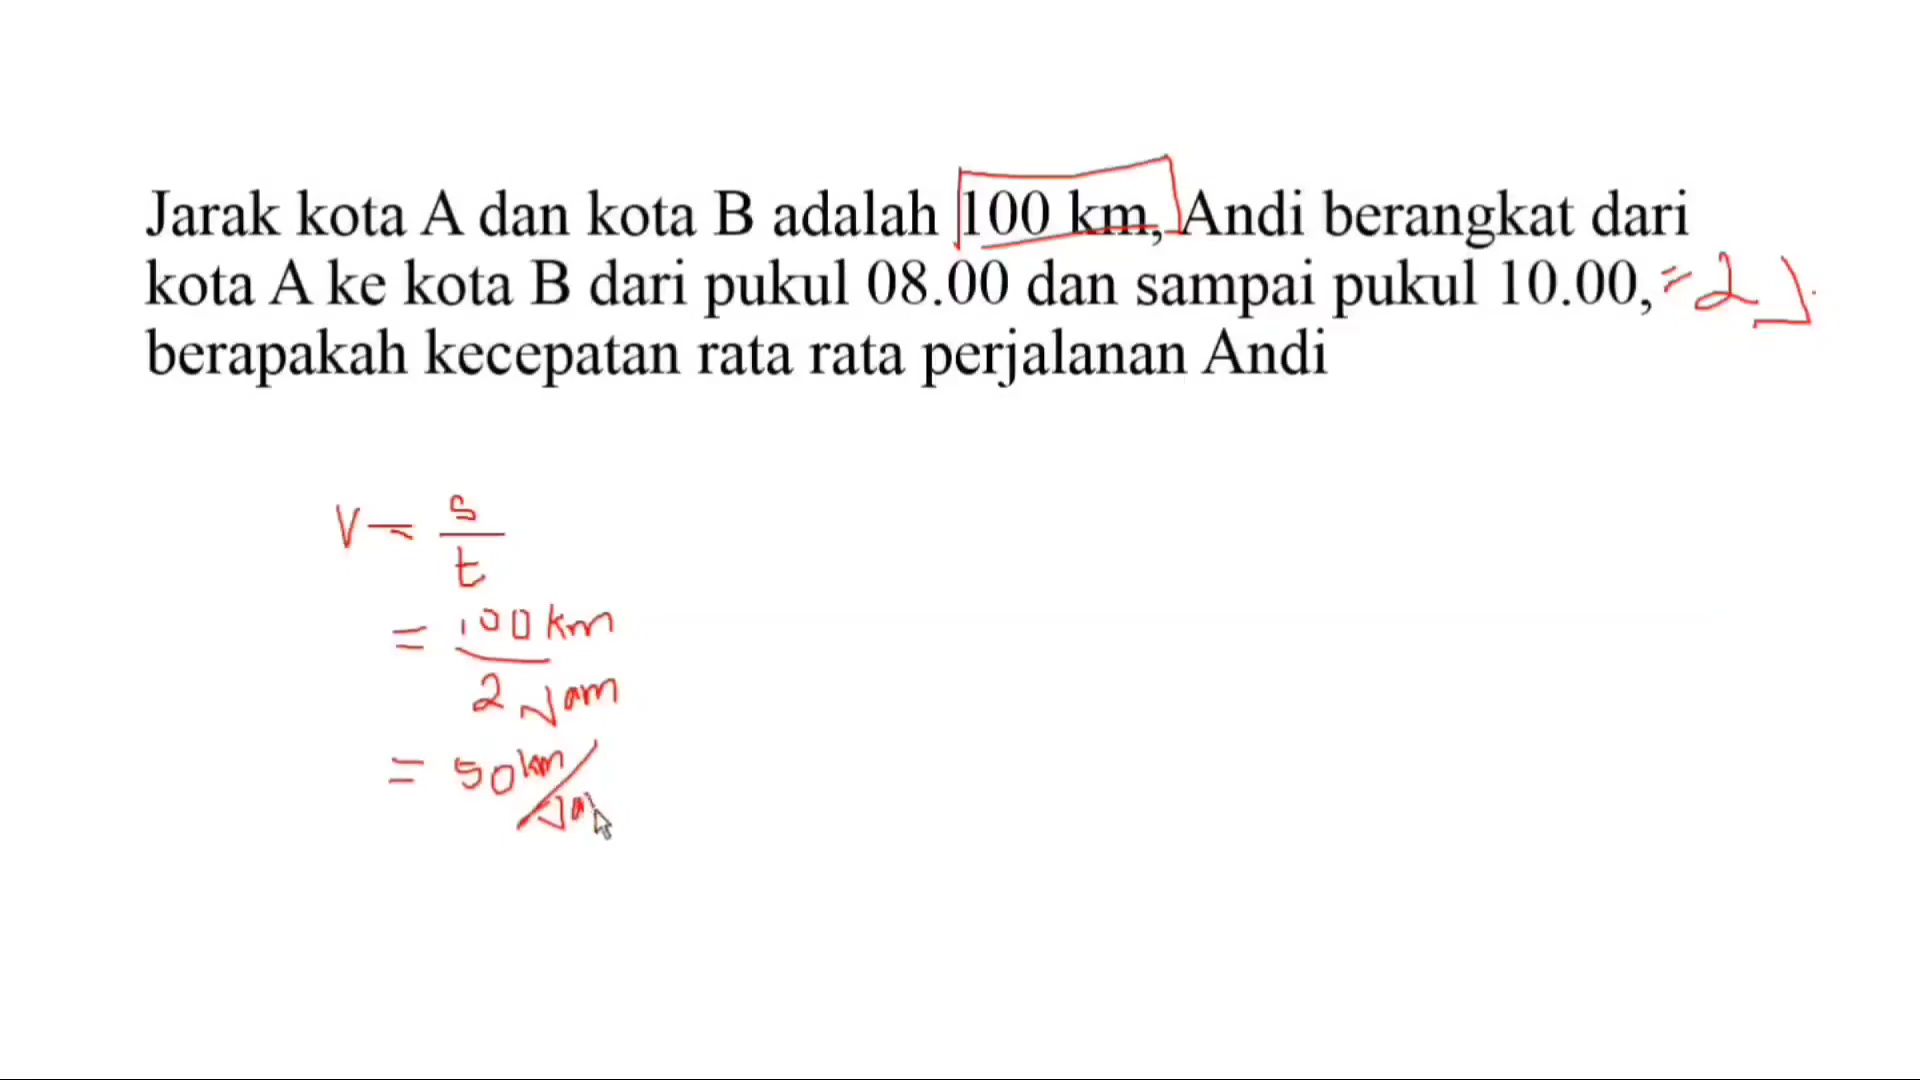 Jarak kota A dan kota B adalah 100 km, Andi berangkat dari
kota A ke kota B dari pukul 08.00 dan sampai pukul 10.00, = 2 J
berapakah kecepatan rata rata perjalanan Andi
V = s
t
= 100 km
2 Jam
= 50 km/
Ja